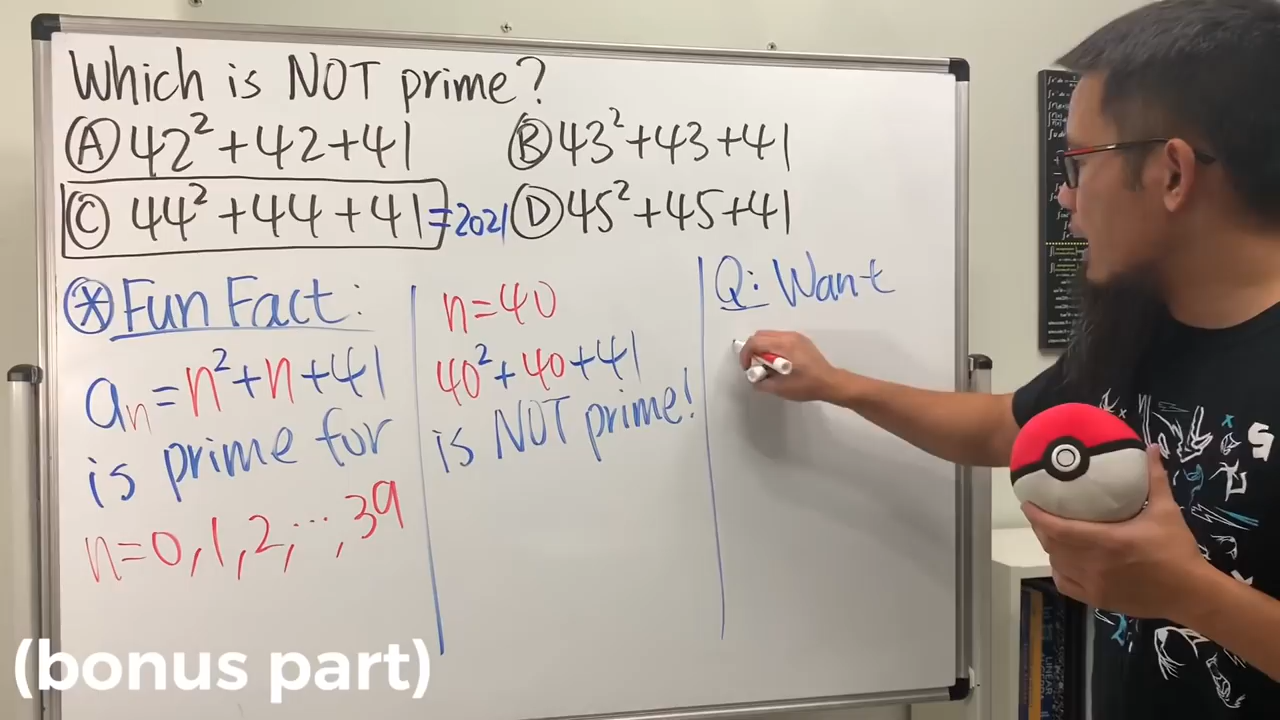 Which is NOT prime?
Ⓐ 42²+42+41
Ⓑ 43²+43+41
Ⓒ 44²+44+41=2021
Ⓓ 45²+45+41
⊛ Fun Fact:
aₙ=n²+n+41
is prime for
n=0,1,2,...,39
n=40
40²+40+41
is NOT prime!
Q: Want
(bonus part)